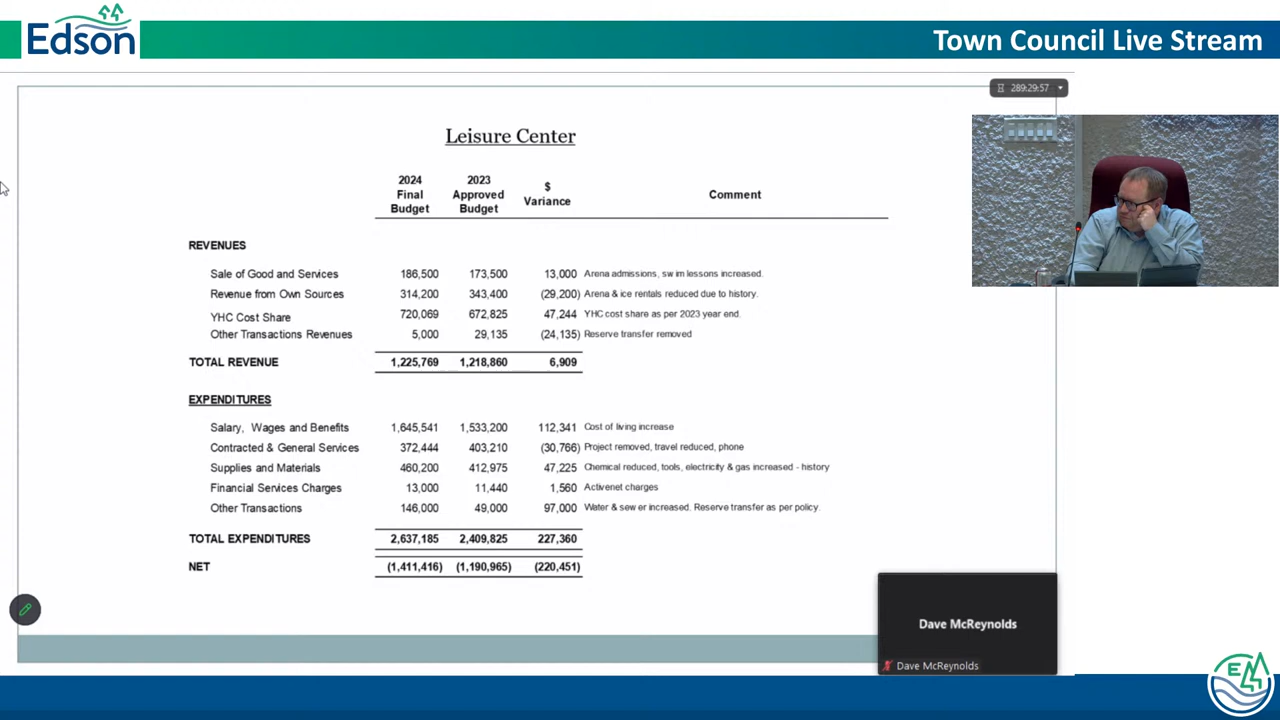 Edson
Town Council Live Stream
289:29:57
Leisure Center
2024 Final Budget
2023 Approved Budget
$ Variance
Comment
REVENUES
Sale of Good and Services 186,500 173,500 13,000 Arena admissions, swim lessons increased.
Revenue from Own Sources 314,200 343,400 (29,200) Arena & ice rentals reduced due to history.
YHC Cost Share 720,069 672,825 47,244 YHC cost share as per 2023 year end.
Other Transactions Revenues 5,000 29,135 (24,135) Reserve transfer removed
TOTAL REVENUE 1,225,769 1,218,860 6,909
EXPENDITURES
Salary, Wages and Benefits 1,645,541 1,533,200 112,341 Cost of living increase
Contracted & General Services 372,444 403,210 (30,766) Project removed, travel reduced, phone
Supplies and Materials 460,200 412,975 47,225 Chemical reduced, tools, electricity & gas increased - history
Financial Services Charges 13,000 11,440 1,560 Activenet charges
Other Transactions 146,000 49,000 97,000 Water & sewer increased. Reserve transfer as per policy.
TOTAL EXPENDITURES 2,637,185 2,409,825 227,360
NET (1,411,416) (1,190,965) (220,451)
Dave McReynolds
Dave McReynolds